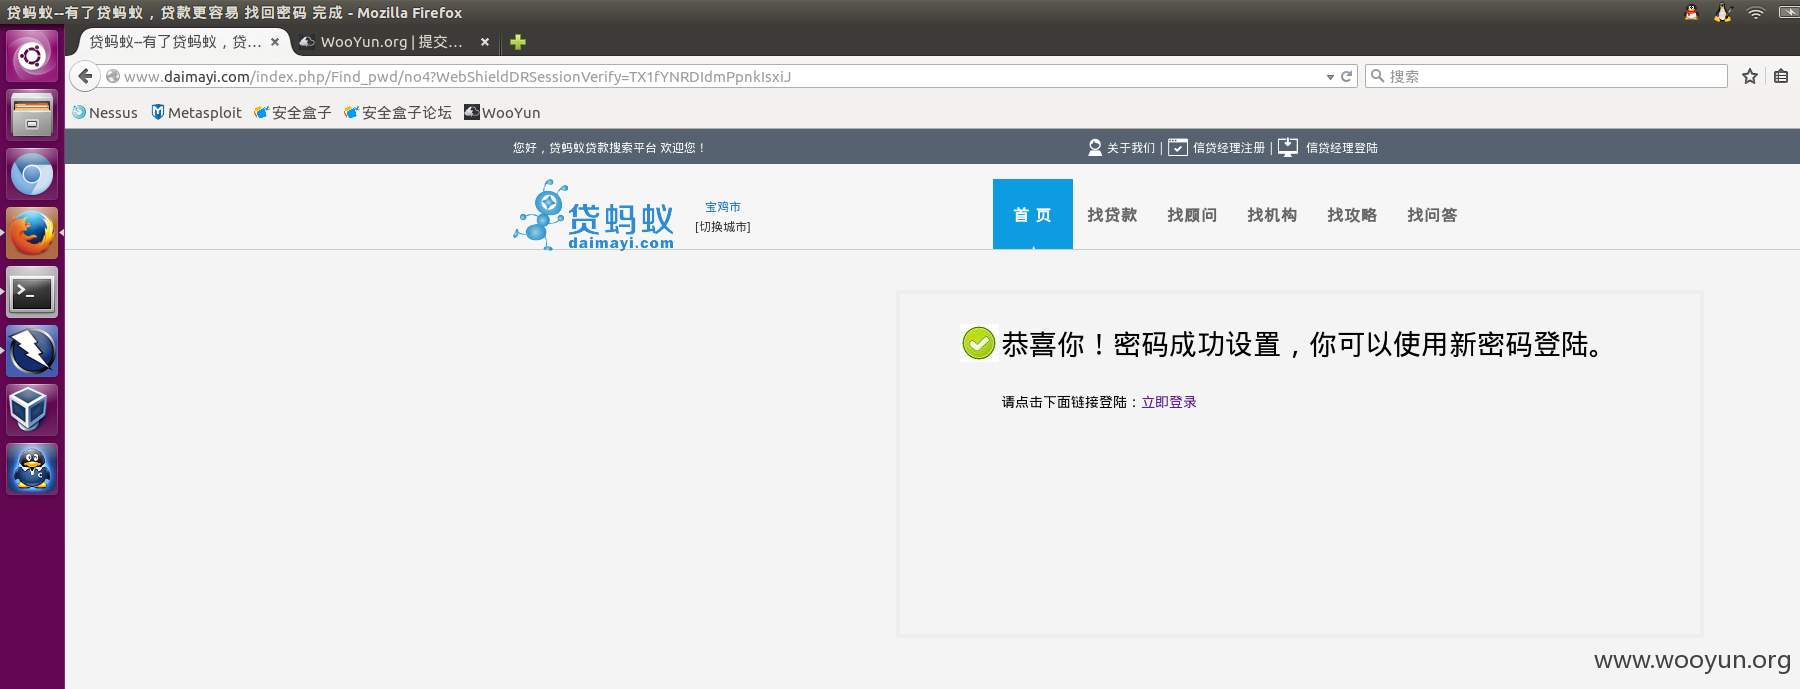 贷蚂蚁--有了贷蚂蚁，贷款更容易 找回密码 完成 - Mozilla Firefox
贷蚂蚁--有了贷蚂蚁，贷... × WooYun.org | 提交... ×
www.daimayi.com/index.php/Find_pwd/no4?WebShieldDRSessionVerify=TX1fYNRDIdmPpnkIsxiJ
搜索
Nessus Metasploit 安全盒子 安全盒子论坛 WooYun
您好，贷蚂蚁贷款搜索平台 欢迎您！
关于我们 | 信贷经理注册 | 信贷经理登陆
贷蚂蚁
daimayi.com
宝鸡市
[切换城市]
首 页 找贷款 找顾问 找机构 找攻略 找问答
恭喜你！密码成功设置，你可以使用新密码登陆。
请点击下面链接登陆：立即登录
www.wooyun.org